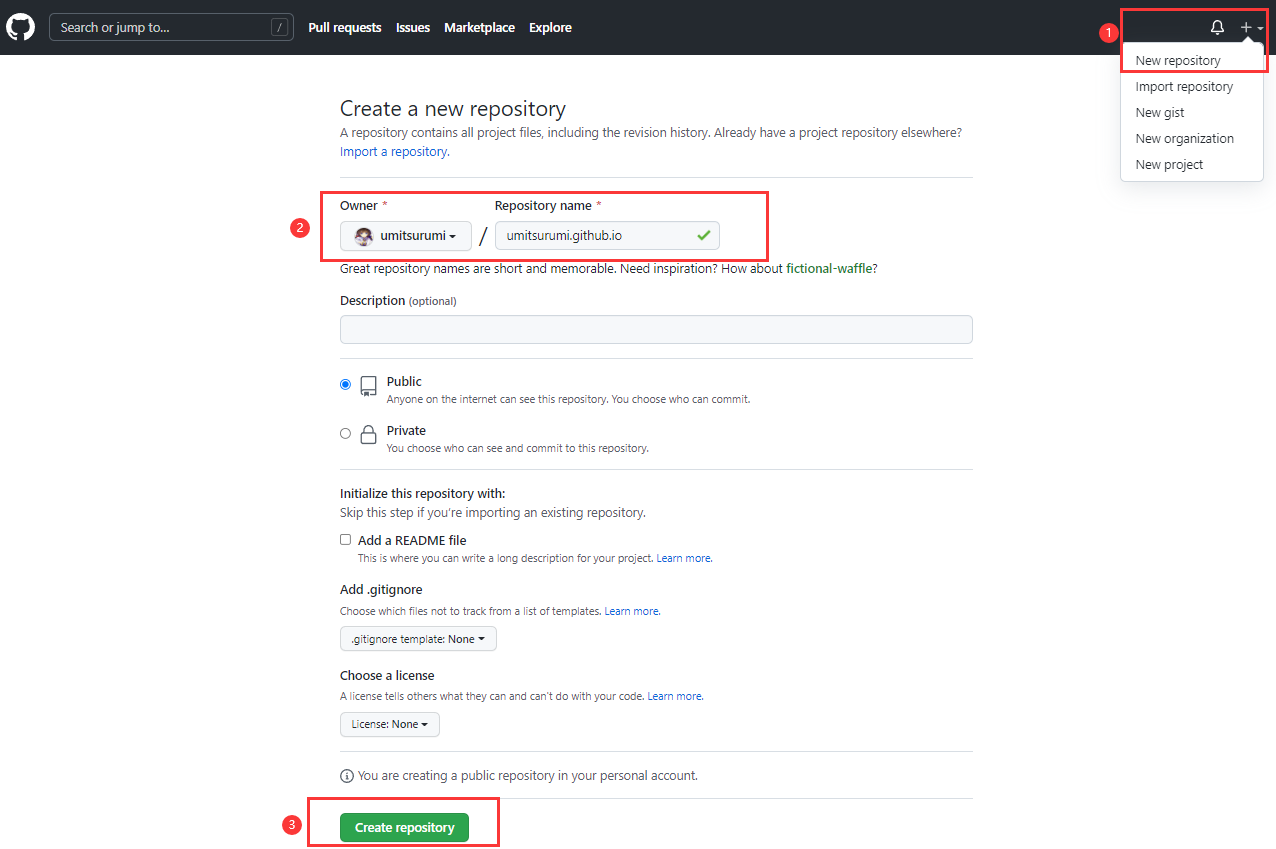 Search or jump to... /
Pull requests Issues Marketplace Explore
1
New repository
Import repository
New gist
New organization
New project
Create a new repository
A repository contains all project files, including the revision history. Already have a project repository elsewhere?
Import a repository.
2
Owner * Repository name *
umitsurumi / umitsurumi.github.io
Great repository names are short and memorable. Need inspiration? How about fictional-waffle?
Description (optional)
Public
Anyone on the internet can see this repository. You choose who can commit.
Private
You choose who can see and commit to this repository.
Initialize this repository with:
Skip this step if you're importing an existing repository.
Add a README file
This is where you can write a long description for your project. Learn more.
Add .gitignore
Choose which files not to track from a list of templates. Learn more.
.gitignore template: None
Choose a license
A license tells others what they can and can't do with your code. Learn more.
License: None
You are creating a public repository in your personal account.
3
Create repository